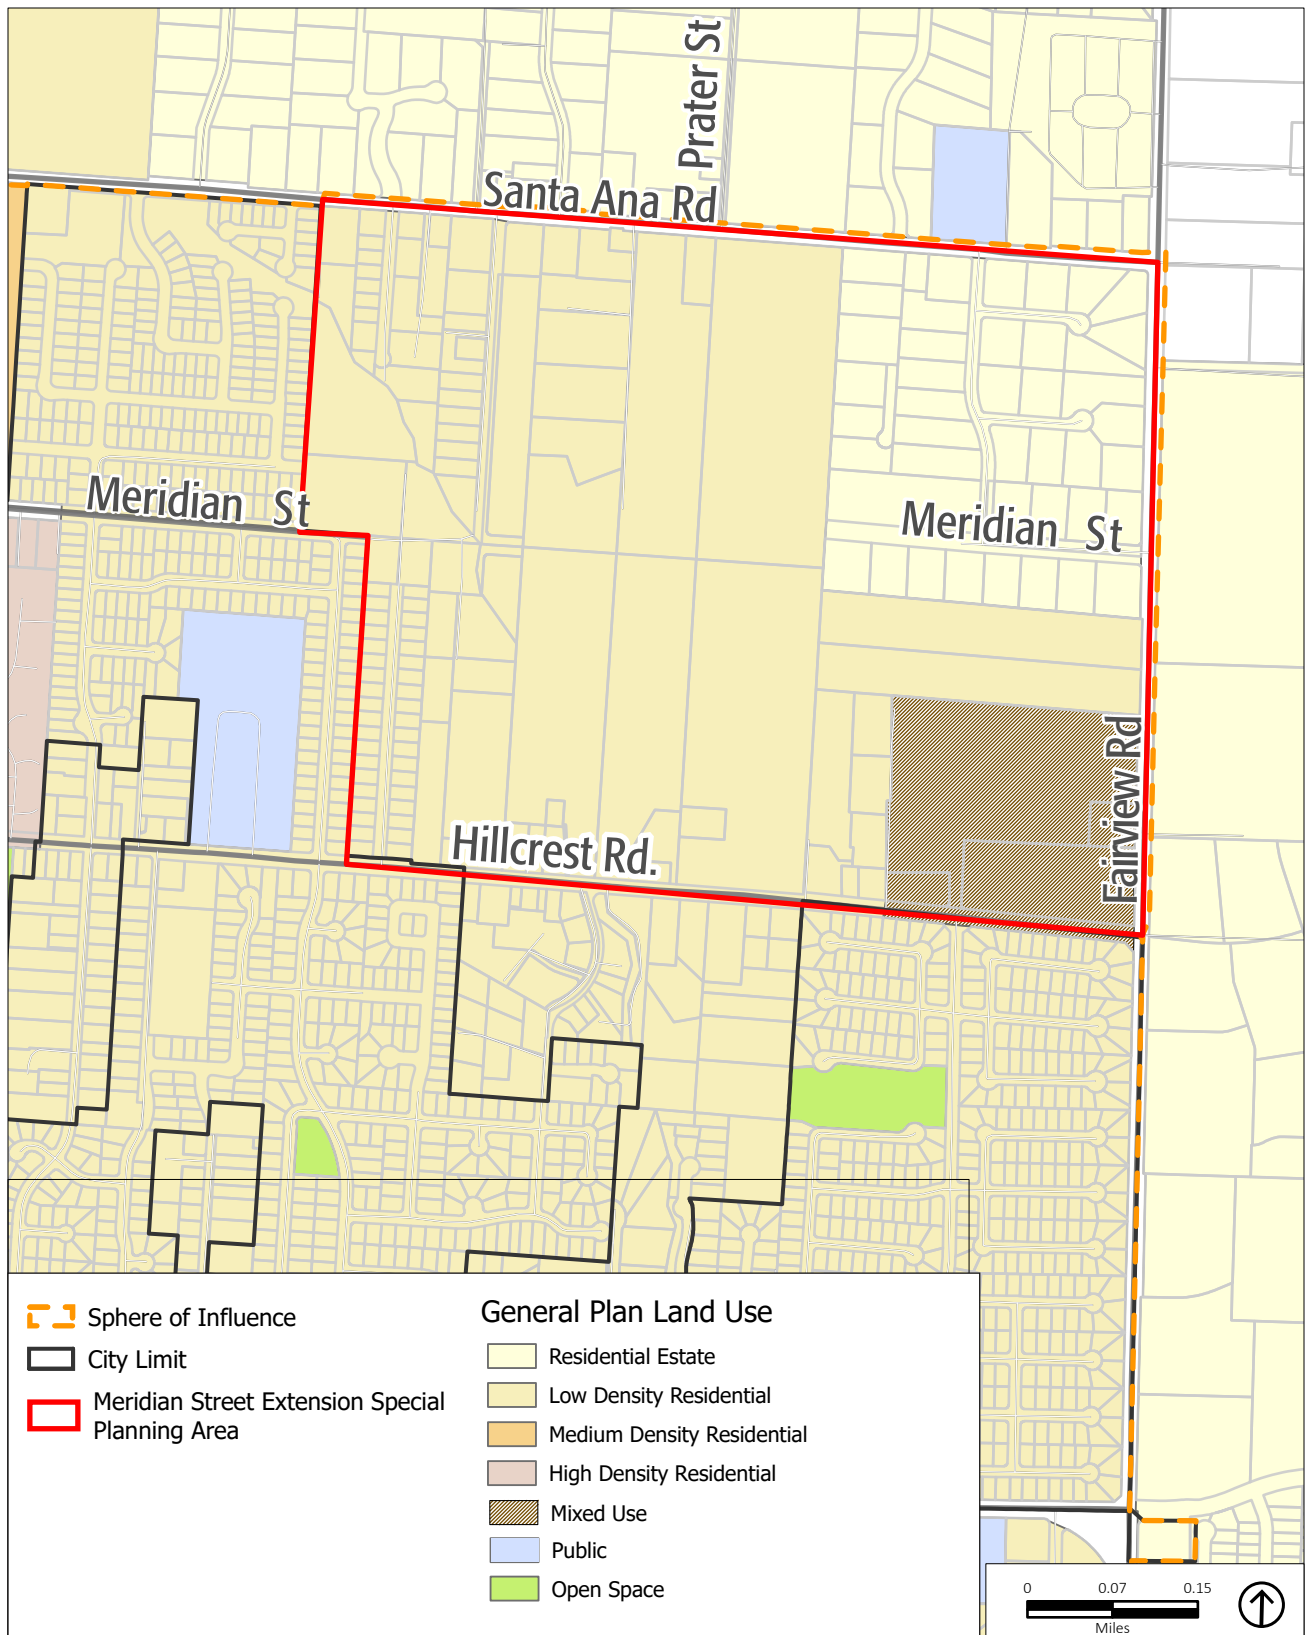 Prater St
Santa Ana Rd
Meridian St
Meridian St
Fairview Rd
Hillcrest Rd.
Sphere of Influence
City Limit
Meridian Street Extension Special
Planning Area
General Plan Land Use
Residential Estate
Low Density Residential
Medium Density Residential
High Density Residential
Mixed Use
Public
Open Space
0 0.07 0.15
Miles